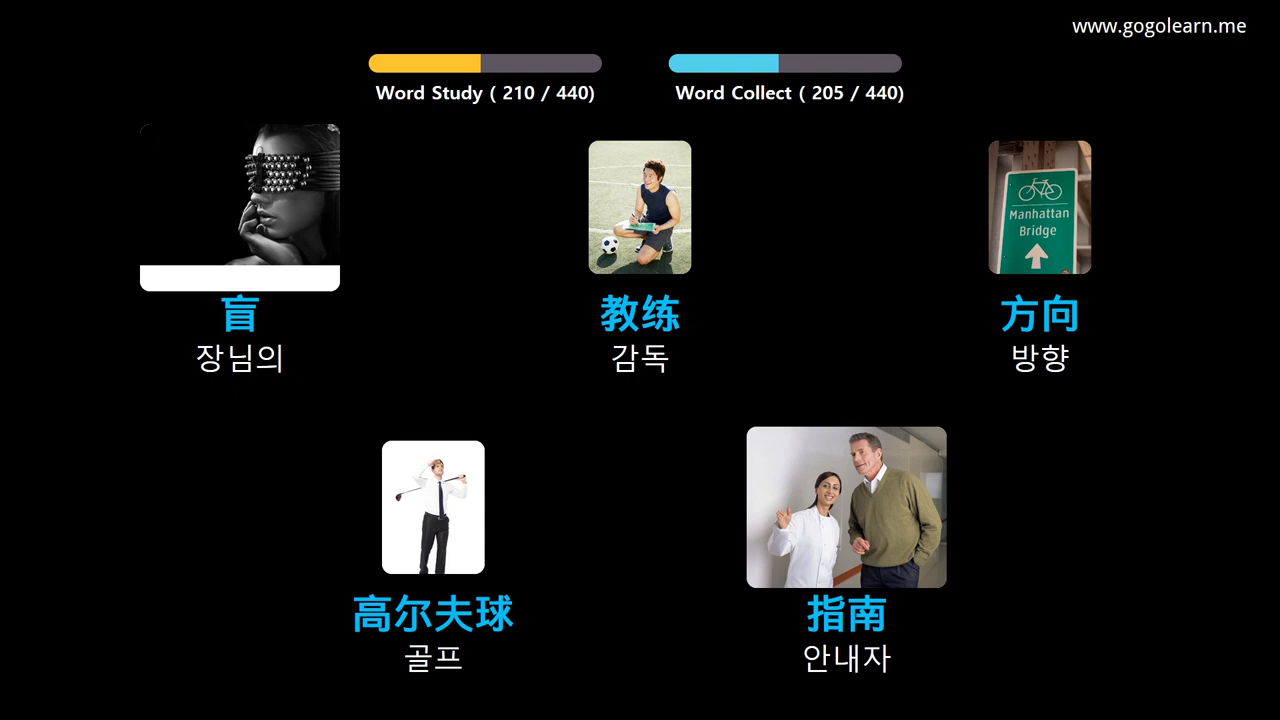 www.gogolearn.me
Word Study ( 210 / 440)
Word Collect ( 205 / 440)
Manhattan
Bridge
盲
教练
方向
장님의
감독
방향
高尔夫球
指南
골프
안내자